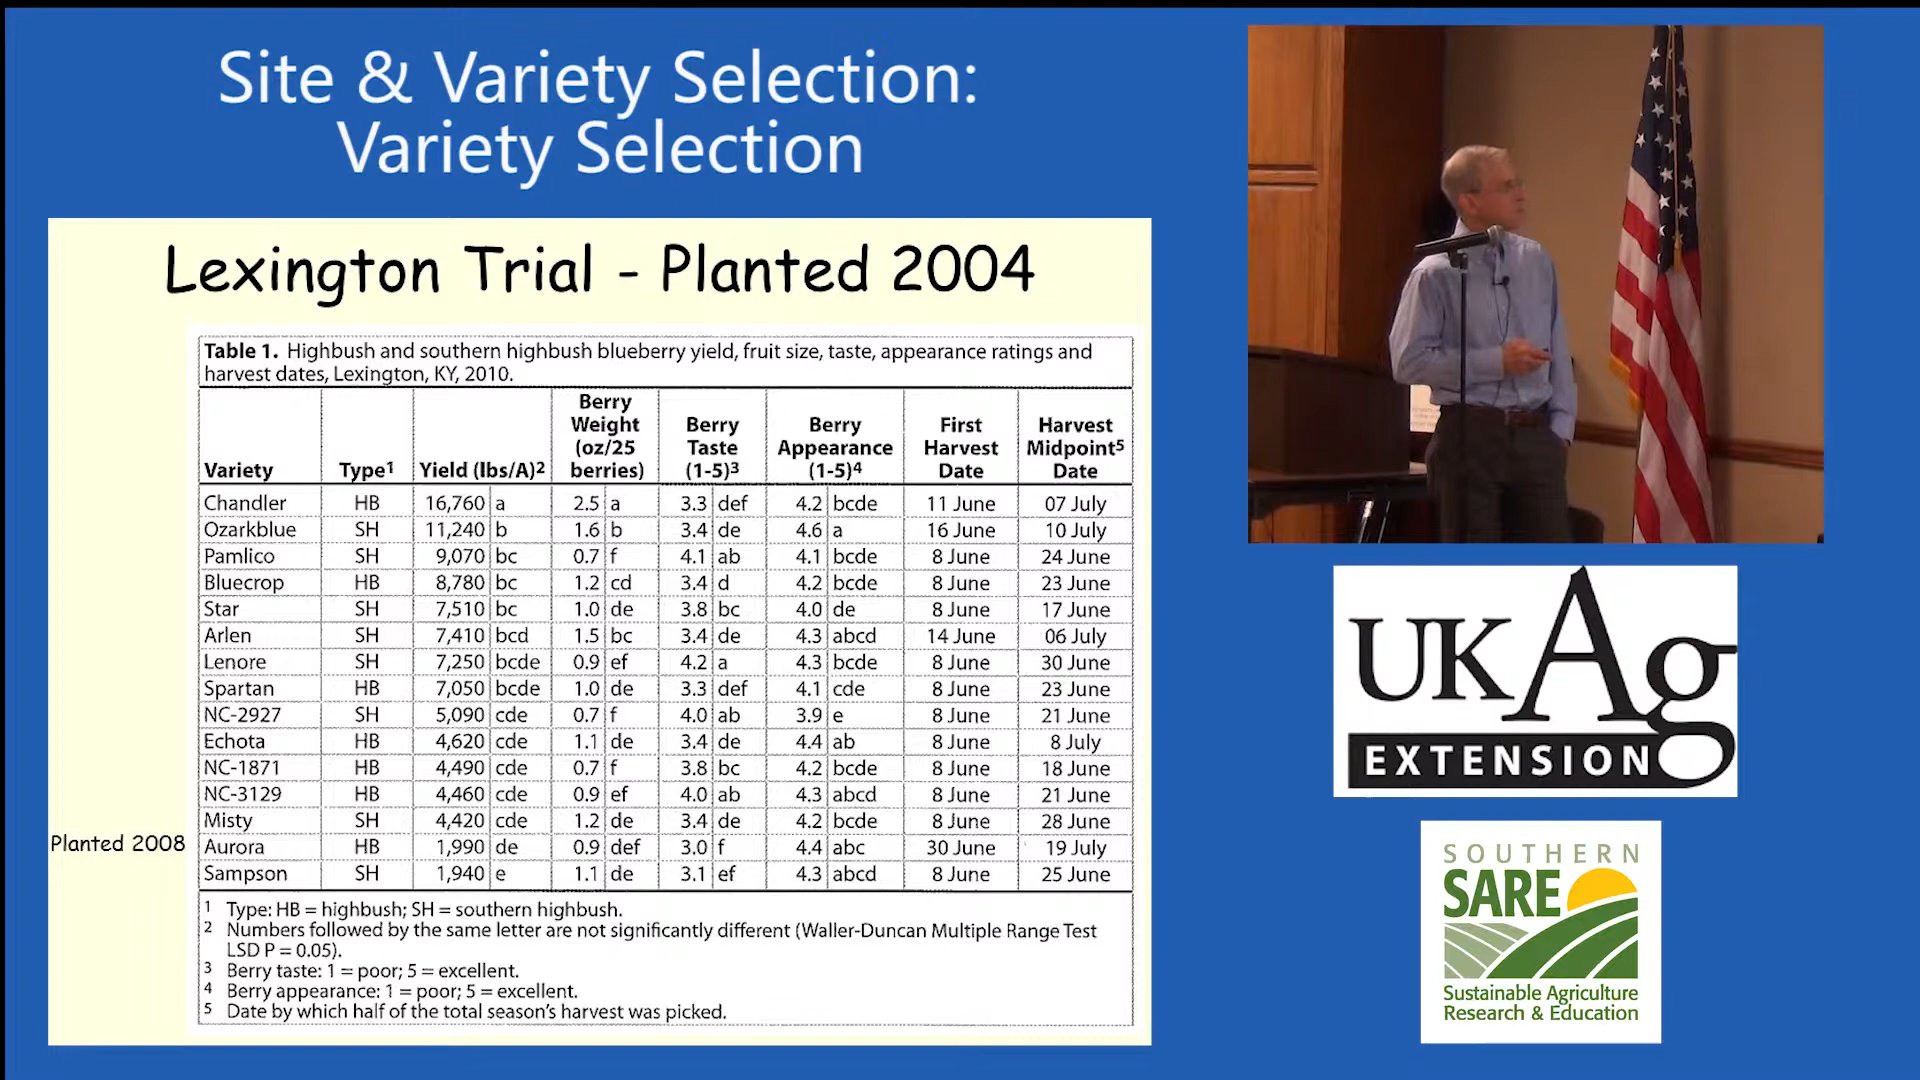 Site & Variety Selection:
Variety Selection
Lexington Trial - Planted 2004
Table 1. Highbush and southern highbush blueberry yield, fruit size, taste, appearance ratings and
harvest dates, Lexington, KY, 2010.
Variety Type1 Yield (lbs/A)2 Berry Weight (oz/25 berries) Berry Taste (1-5)3 Berry Appearance (1-5)4 First Harvest Date Harvest Midpoint5 Date
Chandler HB 16,760 a 2.5 a 3.3 def 4.2 bcde 11 June 07 July
Ozarkblue SH 11,240 b 1.6 b 3.4 de 4.6 a 16 June 10 July
Pamlico SH 9,070 bc 0.7 f 4.1 ab 4.1 bcde 8 June 24 June
Bluecrop HB 8,780 bc 1.2 cd 3.4 d 4.2 bcde 8 June 23 June
Star SH 7,510 bc 1.0 de 3.8 bc 4.0 de 8 June 17 June
Arlen SH 7,410 bcd 1.5 bc 3.4 de 4.3 abcd 14 June 06 July
Lenore SH 7,250 bcde 0.9 ef 4.2 a 4.3 bcde 8 June 30 June
Spartan HB 7,050 bcde 1.0 de 3.3 def 4.1 cde 8 June 23 June
NC-2927 SH 5,090 cde 0.7 f 4.0 ab 3.9 e 8 June 21 June
Echota HB 4,620 cde 1.1 de 3.4 de 4.4 ab 8 June 8 July
NC-1871 HB 4,490 cde 0.7 f 3.8 bc 4.2 bcde 8 June 18 June
NC-3129 HB 4,460 cde 0.9 ef 4.0 ab 4.3 abcd 8 June 21 June
Misty SH 4,420 cde 1.2 de 3.4 de 4.2 bcde 8 June 28 June
Planted 2008 Aurora HB 1,990 de 0.9 def 3.0 f 4.4 abc 30 June 19 July
Sampson SH 1,940 e 1.1 de 3.1 ef 4.3 abcd 8 June 25 June
1 Type: HB = highbush; SH = southern highbush.
2 Numbers followed by the same letter are not significantly different (Waller-Duncan Multiple Range Test
LSD P = 0.05).
3 Berry taste: 1 = poor; 5 = excellent.
4 Berry appearance: 1 = poor; 5 = excellent.
5 Date by which half of the total season's harvest was picked.
UKAg
EXTENSION
SOUTHERN
SARE
Sustainable Agriculture
Research & Education